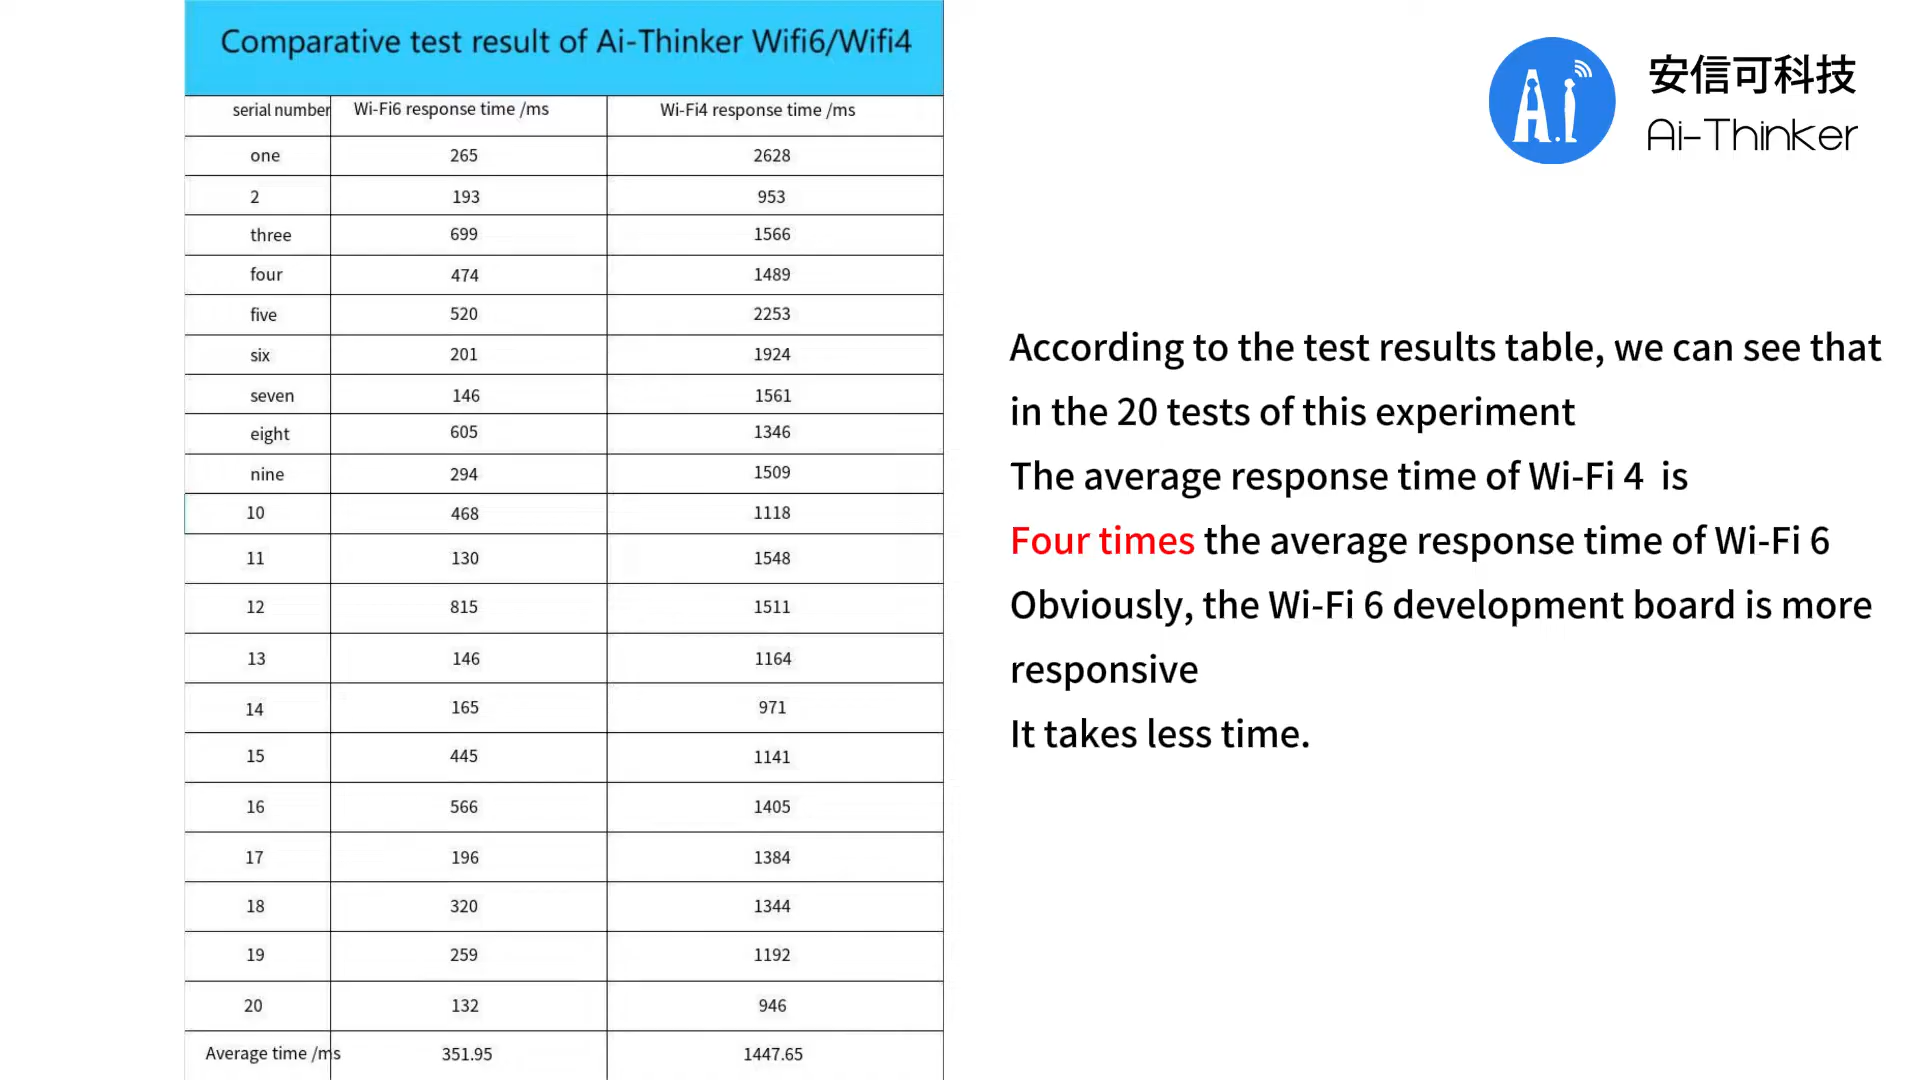 Comparative test result of Ai-Thinker Wifi6/Wifi4
serial number Wi-Fi6 response time /ms Wi-Fi4 response time /ms
one 265 2628
2 193 953
three 699 1566
four 474 1489
five 520 2253
six 201 1924
seven 146 1561
eight 605 1346
nine 294 1509
10 468 1118
11 130 1548
12 815 1511
13 146 1164
14 165 971
15 445 1141
16 566 1405
17 196 1384
18 320 1344
19 259 1192
20 132 946
Average time /ms 351.95 1447.65
Ai
安信可科技
Ai-Thinker
According to the test results table, we can see that
in the 20 tests of this experiment
The average response time of Wi-Fi 4 is
Four times the average response time of Wi-Fi 6
Obviously, the Wi-Fi 6 development board is more
responsive
It takes less time.